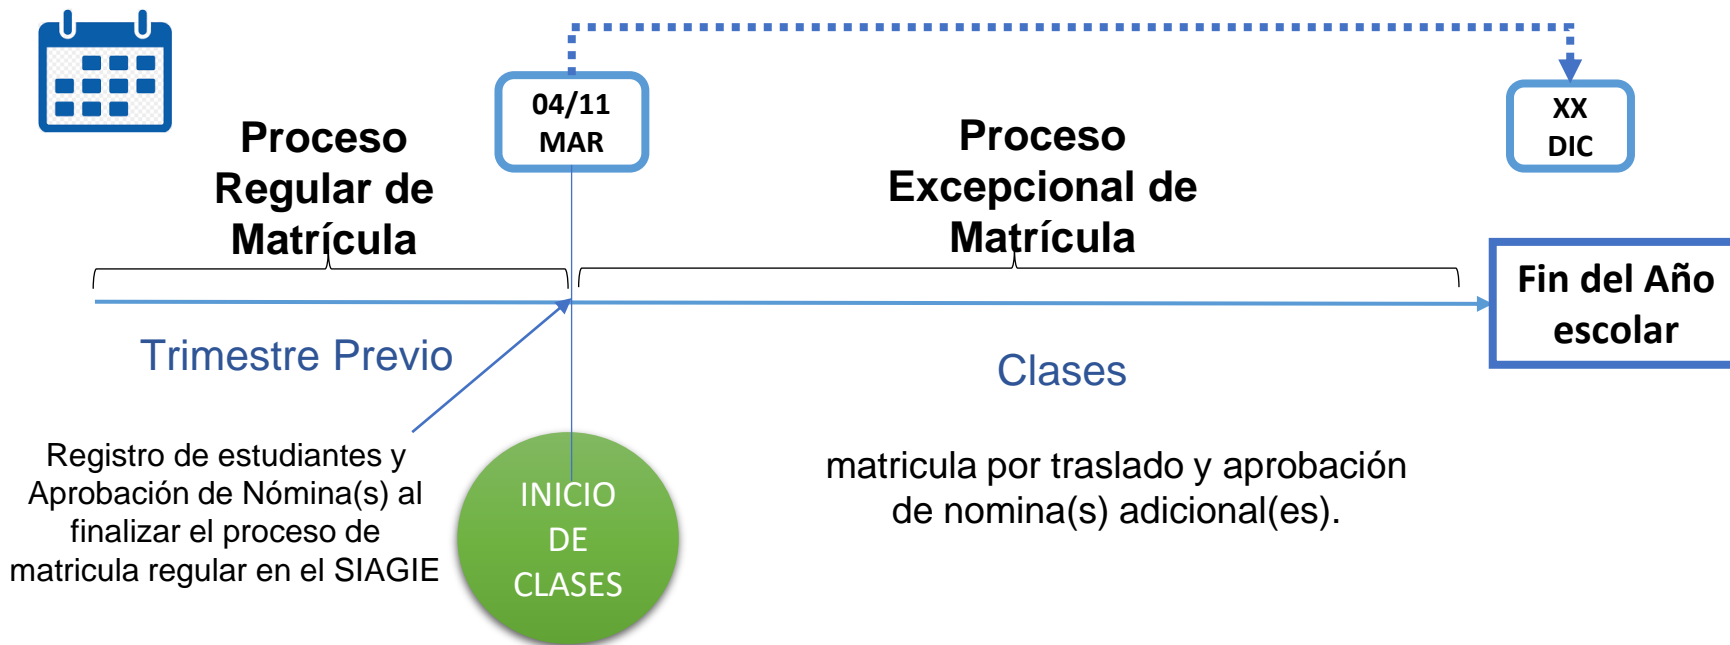 Proceso
Regular de
Matrícula
04/11
MAR
Proceso
Excepcional de
Matrícula
XX
DIC
Fin del Año
escolar
Trimestre Previo
Clases
Registro de estudiantes y
Aprobación de Nómina(s) al
finalizar el proceso de
matricula regular en el SIAGIE
INICIO
DE
CLASES
matricula por traslado y aprobación
de nomina(s) adicional(es).